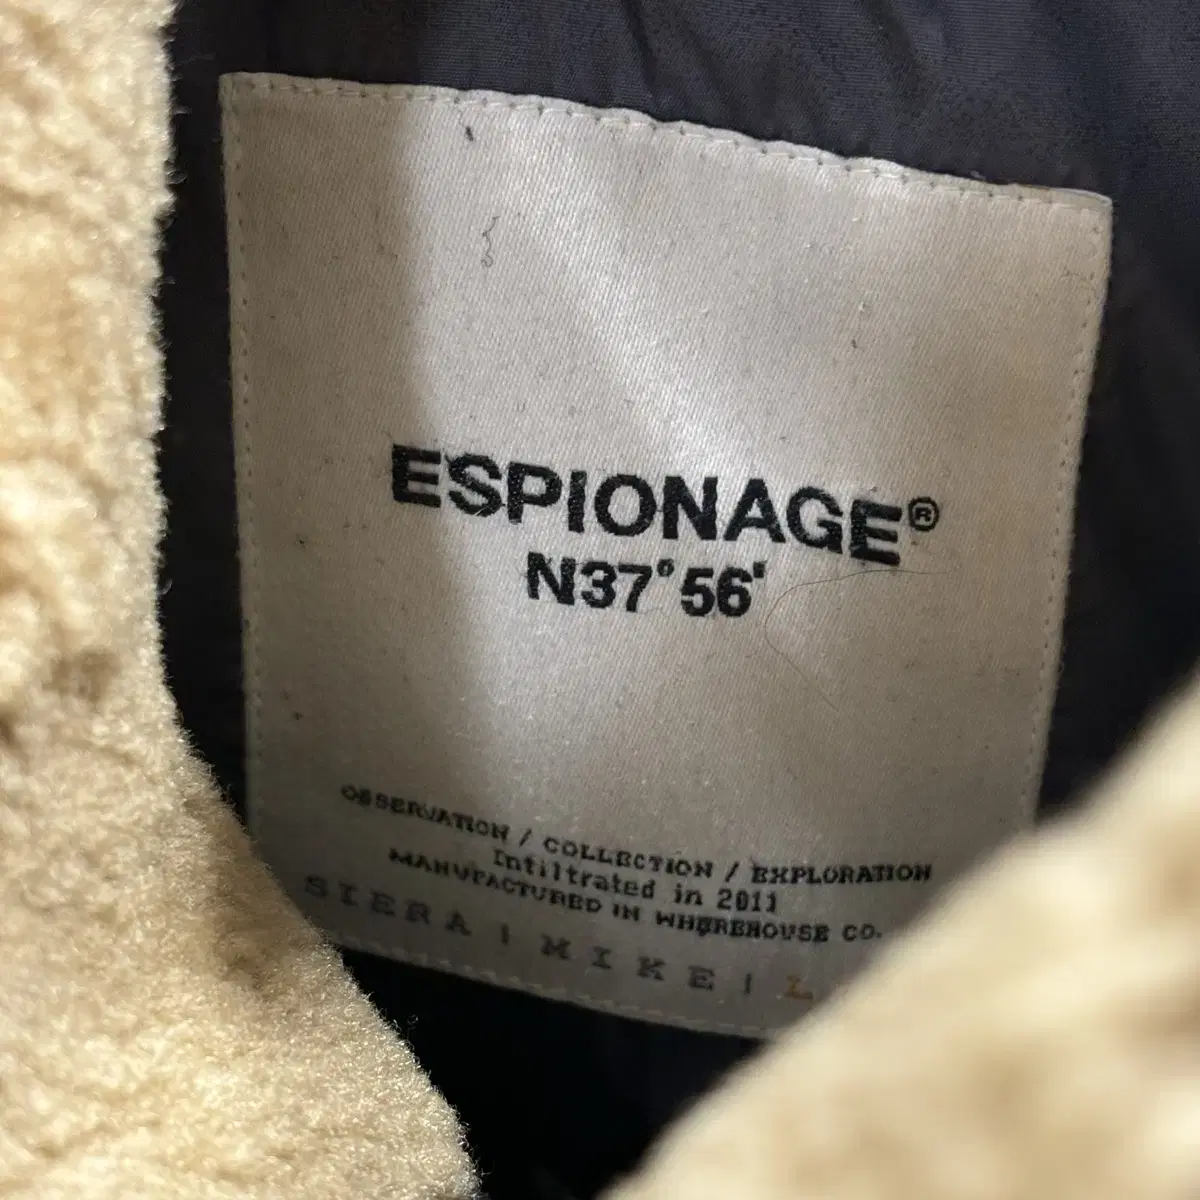 ESPIONAGE®
N37°56'
OBSERVATION / COLLECTION / EXPLORATION
Infiltrated in 2011
MANUFACTURED IN WHEREHOUSE CO.
SIERA | MIKE | L